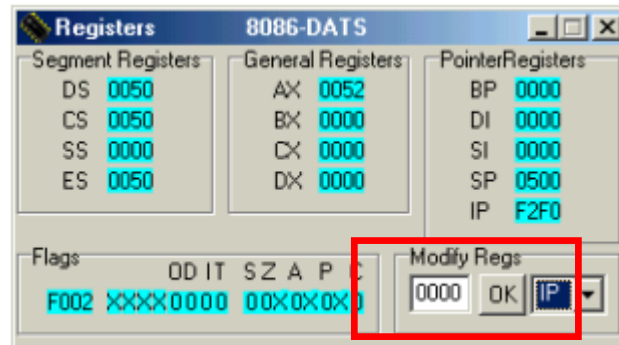 Registers 8086-DATS
Segment Registers General Registers PointerRegisters
DS 0050 AX 0052 BP 0000
CS 0050 BX 0000 DI 0000
SS 0000 CX 0000 SI 0000
ES 0050 DX 0000 SP 0500
IP F2F0
Flags Modify Regs
OD IT S Z A P C
F002 XXXX0000 00X0X0X0
0000 OK IP